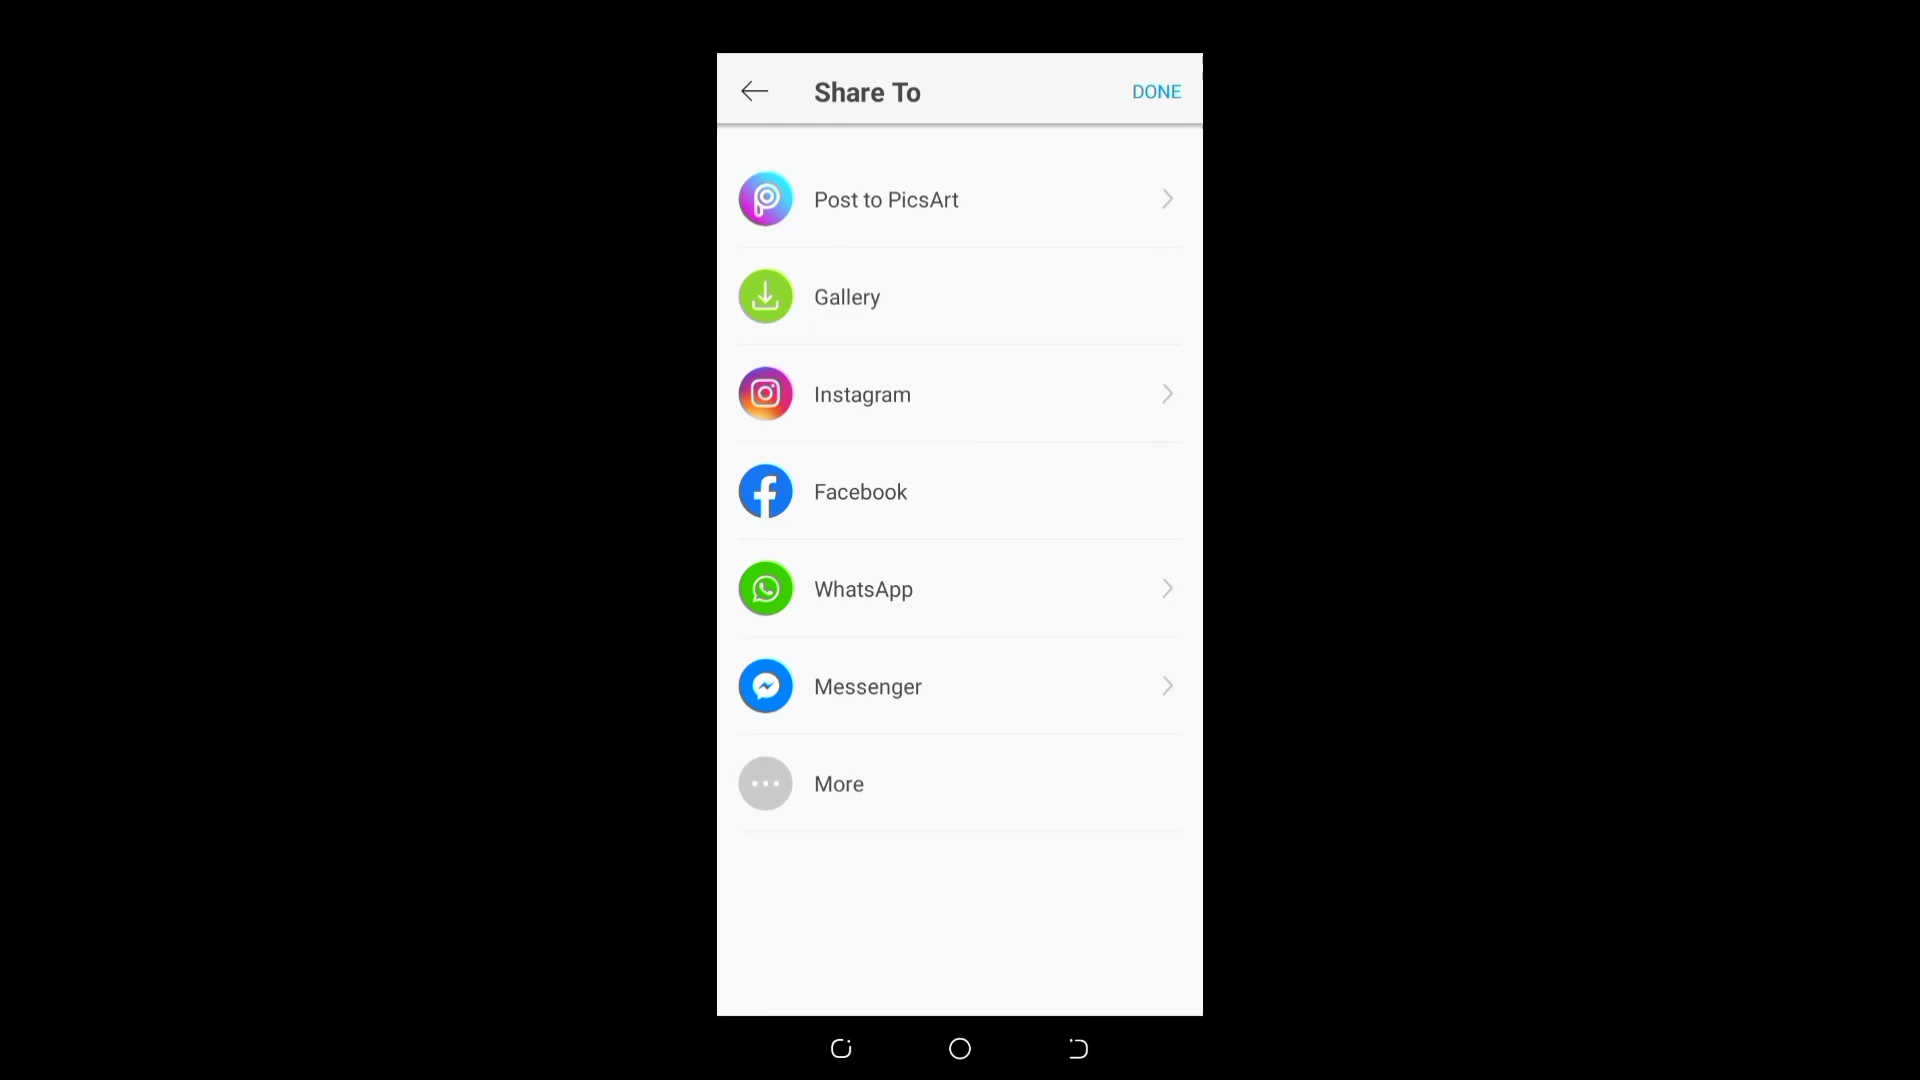 Share To
DONE
Post to PicsArt
Gallery
Instagram
Facebook
WhatsApp
Messenger
More